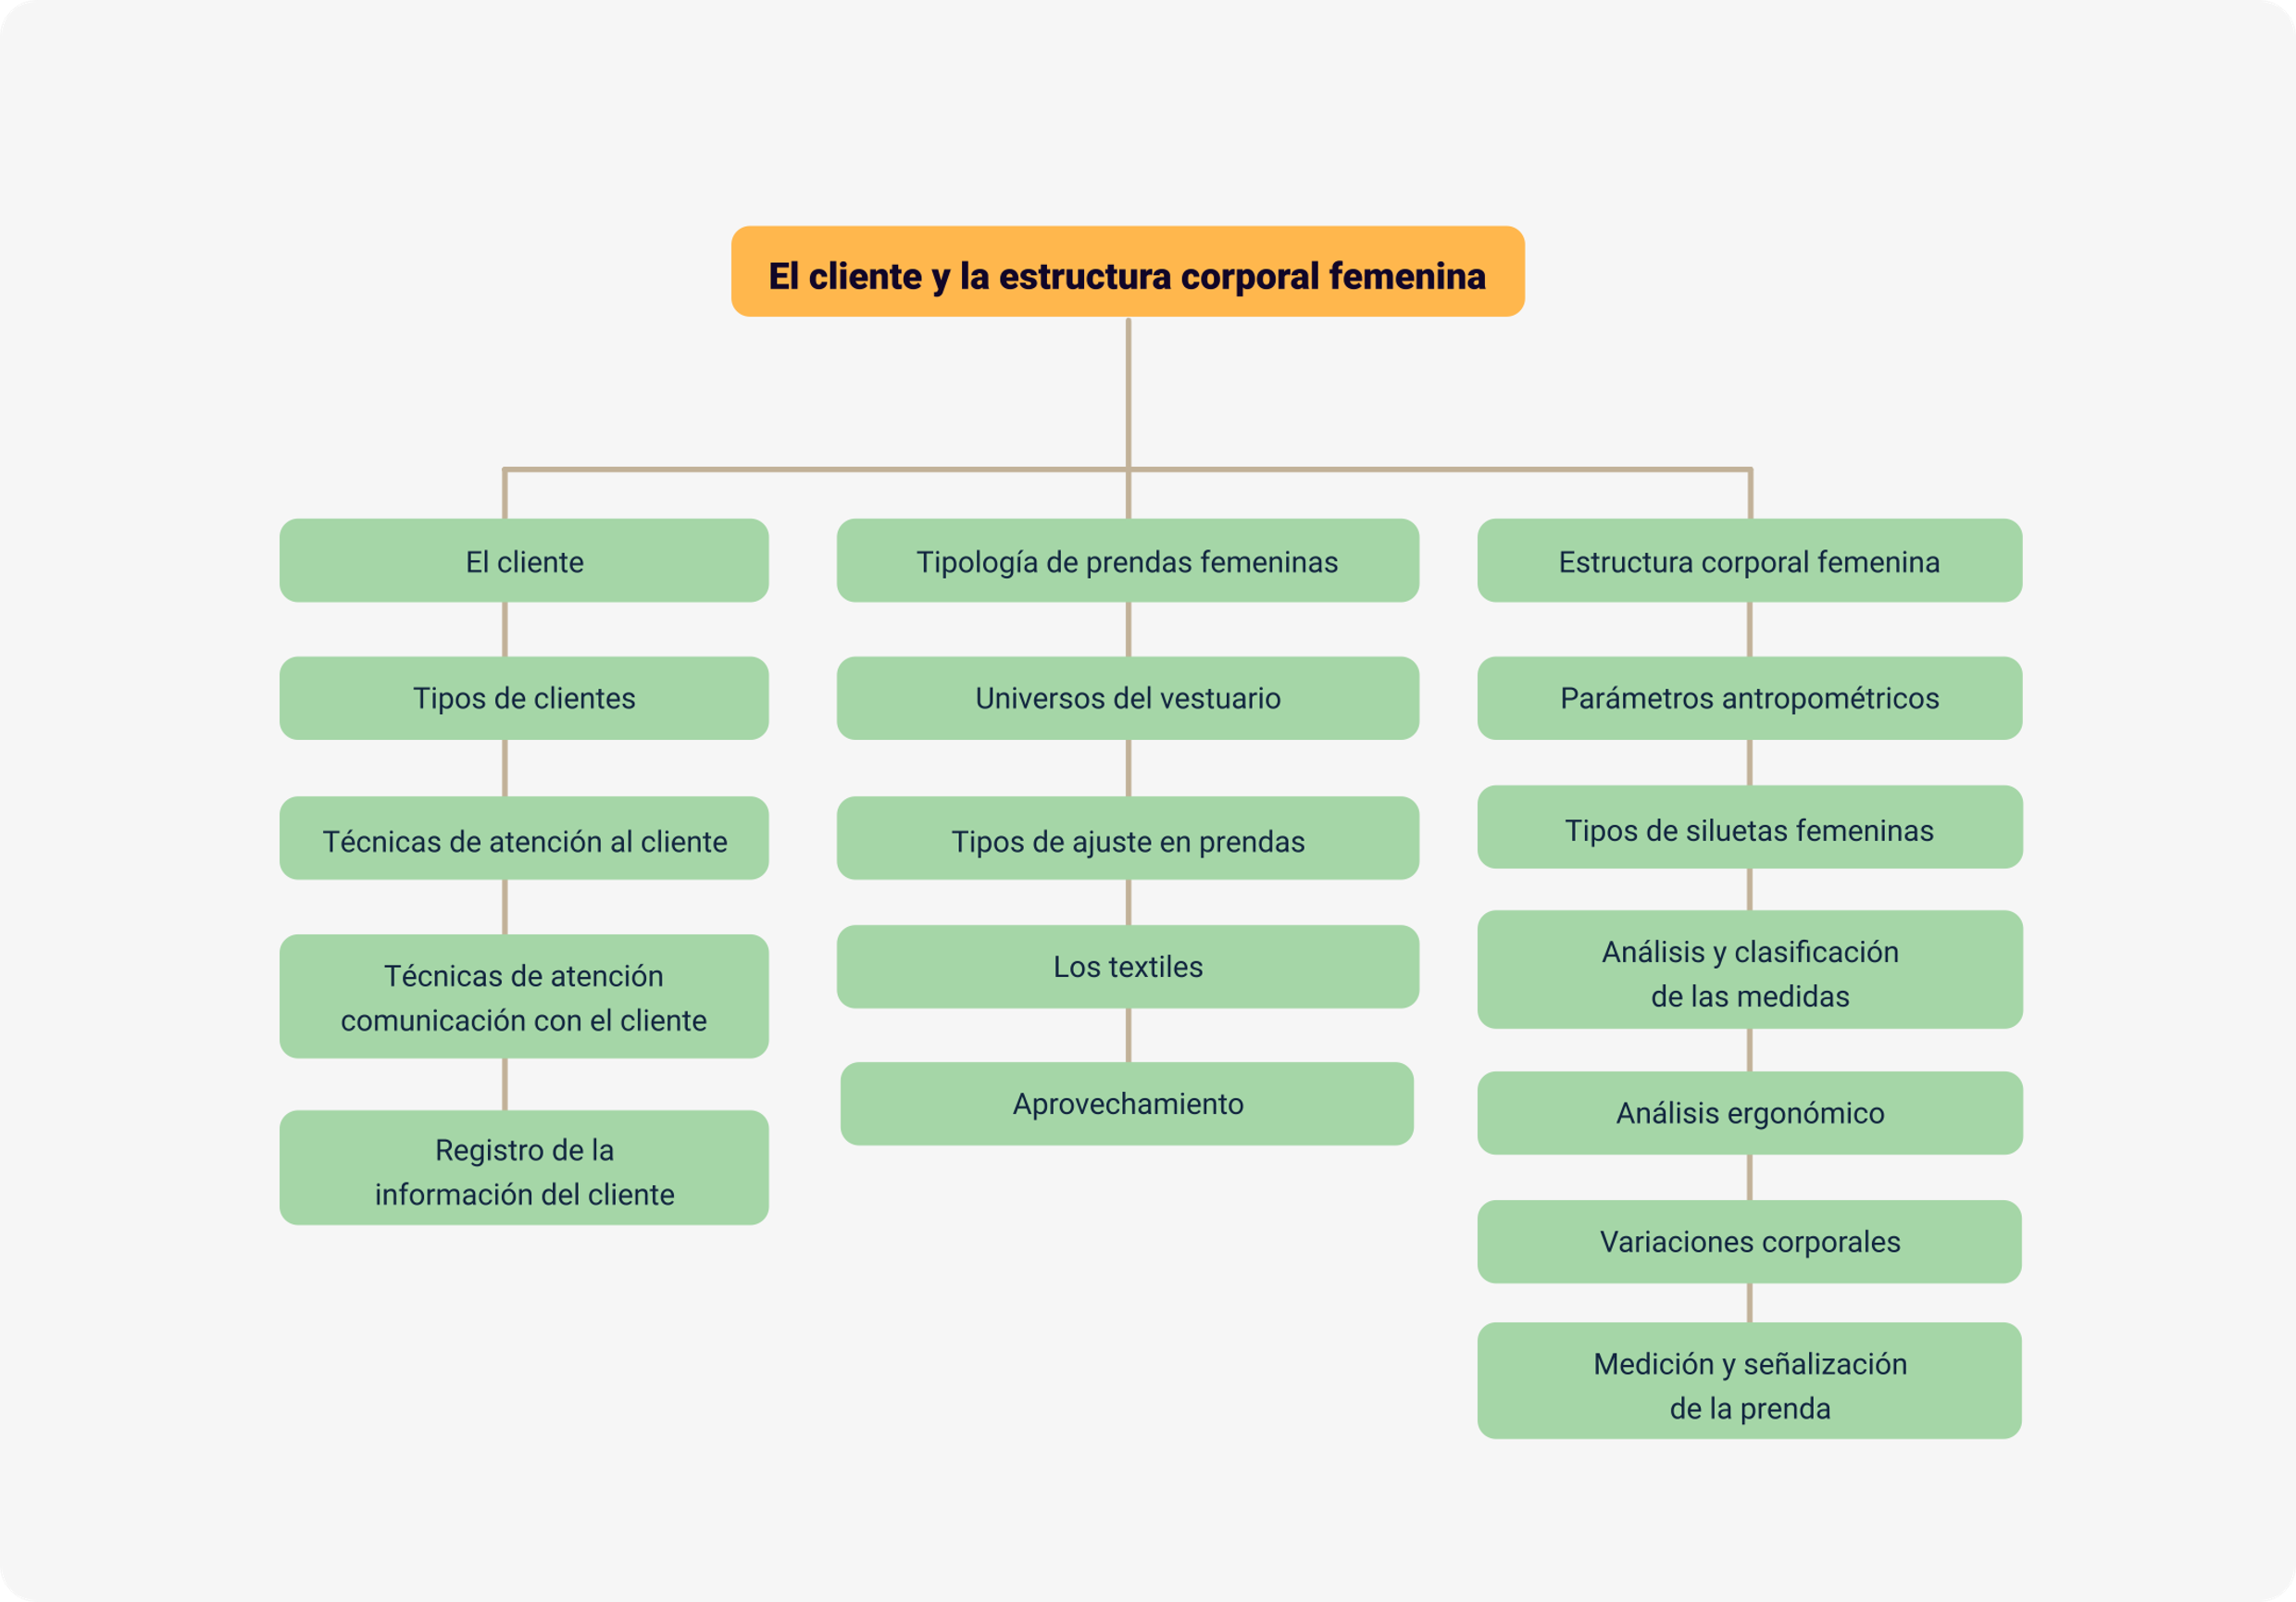 El cliente y la estructura corporal femenina
El cliente
Tipos de clientes
Técnicas de atención al cliente
Técnicas de atención
comunicación con el cliente
Registro de la
información del cliente
Tipología de prendas femeninas
Universos del vestuario
Tipos de ajuste en prendas
Los textiles
Aprovechamiento
Estructura corporal femenina
Parámetros antropométricos
Tipos de siluetas femeninas
Análisis y clasificación
de las medidas
Análisis ergonómico
Variaciones corporales
Medición y señalización
de la prenda